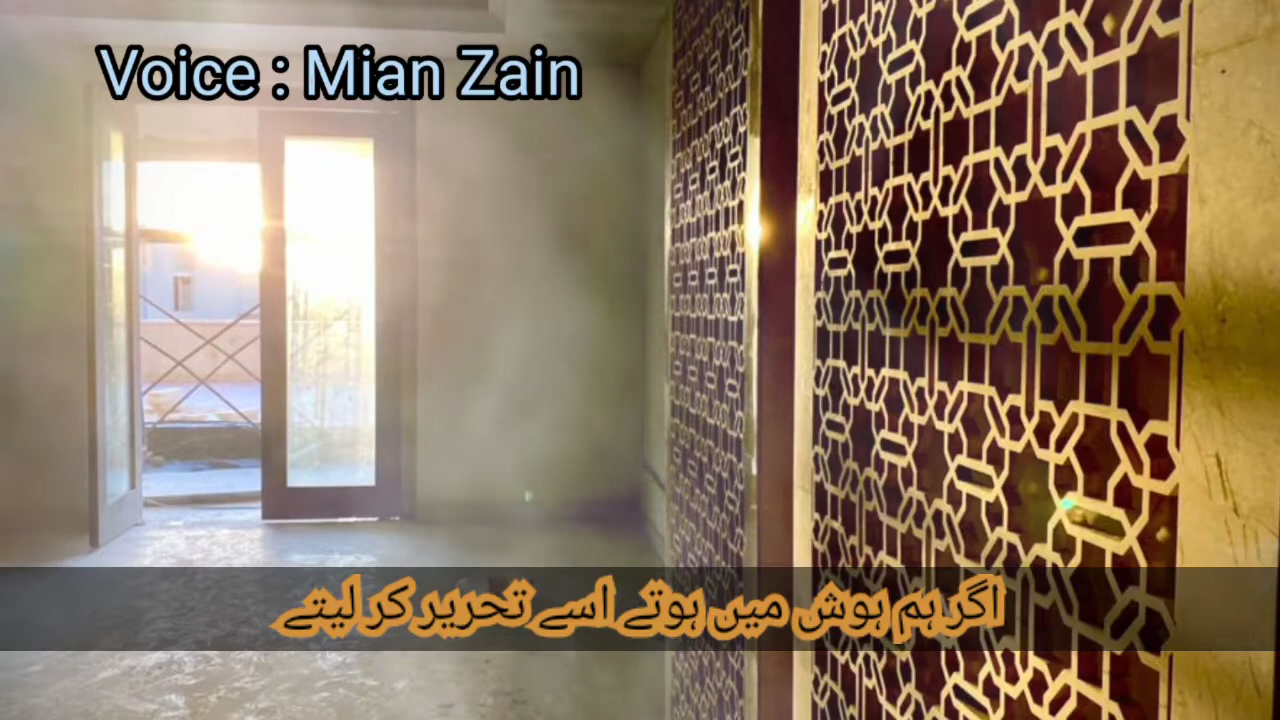 Voice : Mian Zain
اگر ہم ہوش میں ہوتے اسے تحریر کر لیتے